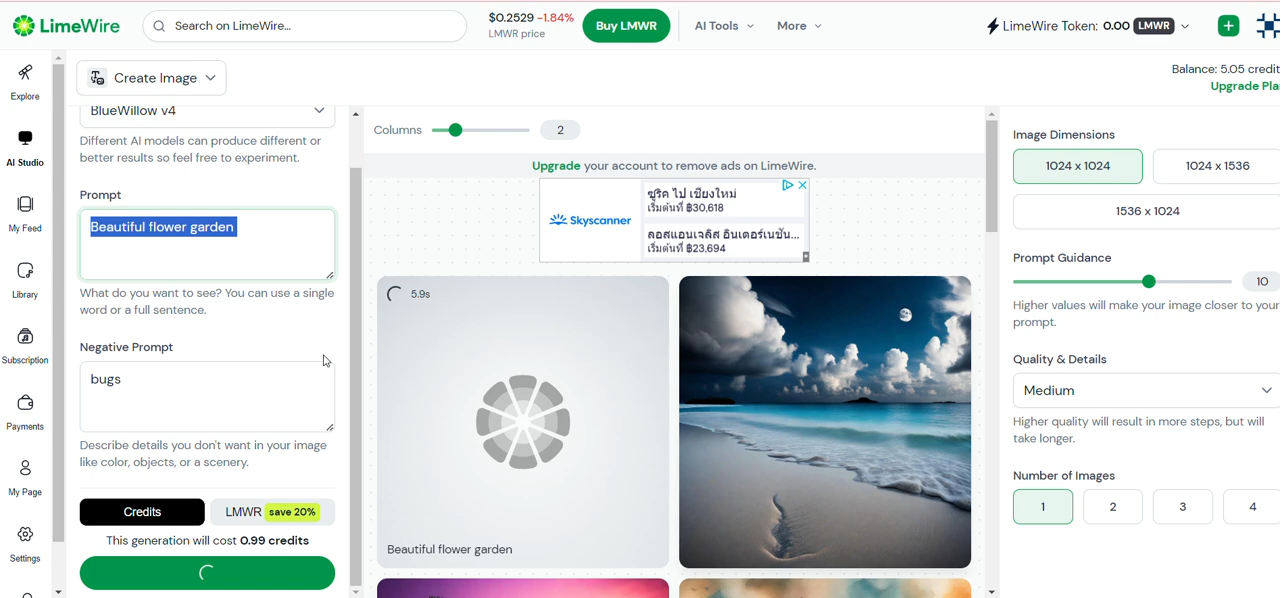 LimeWire
Search on LimeWire...
$0.2529 -1.84%
LMWR price
Buy LMWR
AI Tools
More
LimeWire Token: 0.00 LMWR
Explore
AI Studio
My Feed
Library
Subscription
Payments
My Page
Settings
Create Image
Balance: 5.05 credit
Upgrade Pla
BlueWillow v4
Different AI models can produce different or
better results so feel free to experiment.
Prompt
Beautiful flower garden
What do you want to see? You can use a single
word or a full sentence.
Negative Prompt
bugs
Describe details you don't want in your image
like color, objects, or a scenery.
Credits
LMWR save 20%
This generation will cost 0.99 credits
Columns
2
Upgrade your account to remove ads on LimeWire.
Skyscanner
ซูริค ไป เชียงใหม่
เริ่มต้นที่ ฿30,618
ลอสแอนเจลิส อินเตอร์เนชัน...
เริ่มต้นที่ ฿23,694
5.9s
Beautiful flower garden
Image Dimensions
1024 x 1024
1024 x 1536
1536 x 1024
Prompt Guidance
10
Higher values will make your image closer to your
prompt.
Quality & Details
Medium
Higher quality will result in more steps, but will
take longer.
Number of Images
1
2
3
4